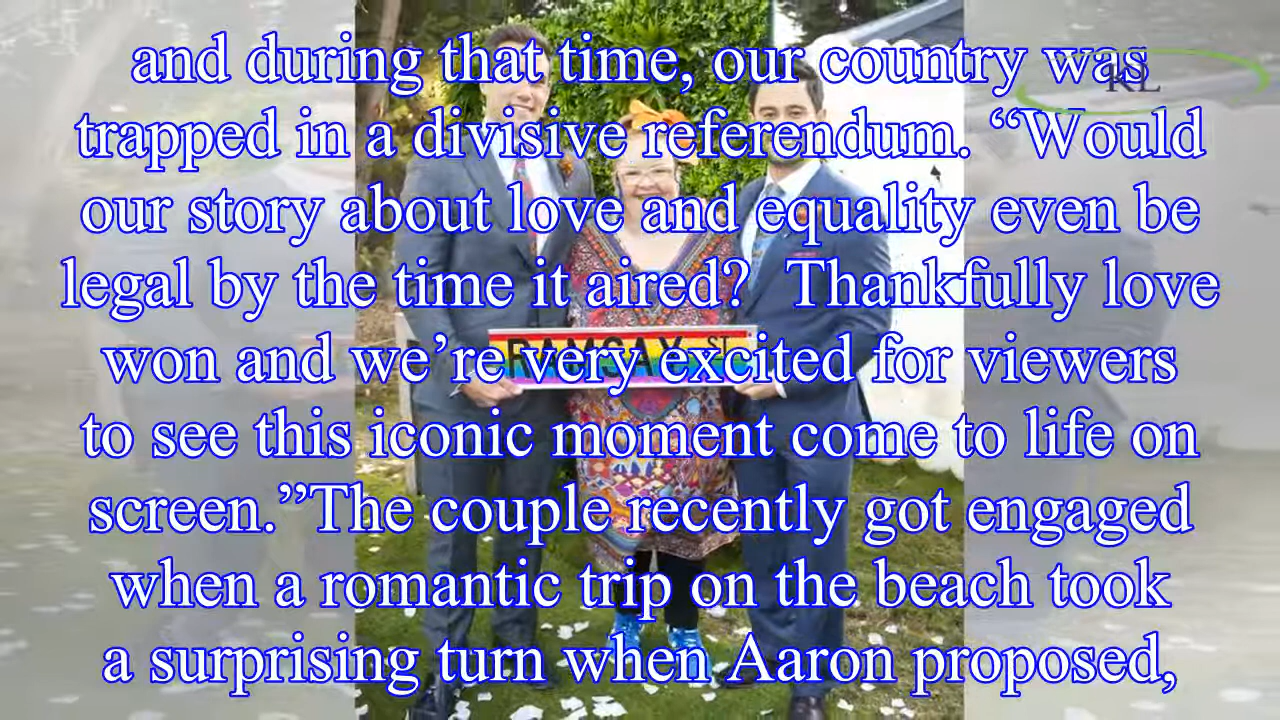 and during that time, our country was
trapped in a divisive referendum. “Would
our story about love and equality even be
legal by the time it aired?  Thankfully love
won and we’re very excited for viewers
to see this iconic moment come to life on
screen.”The couple recently got engaged
when a romantic trip on the beach took
a surprising turn when Aaron proposed,
KL
RAMSAY ST